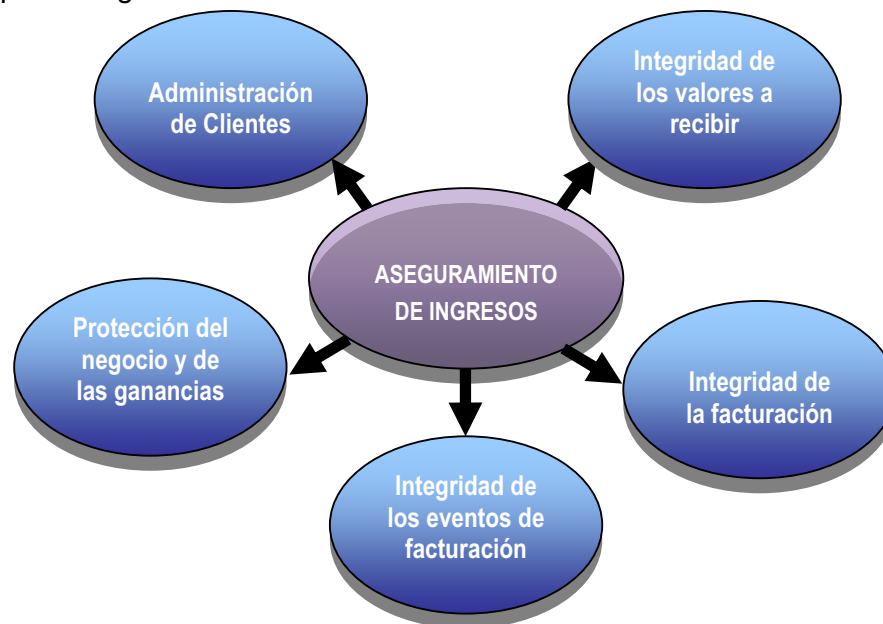 Administración
de Clientes
Integridad de
los valores a
recibir
ASEGURAMIENTO
DE INGRESOS
Protección del
negocio y de
las ganancias
Integridad de
la facturación
Integridad de
los eventos de
facturación